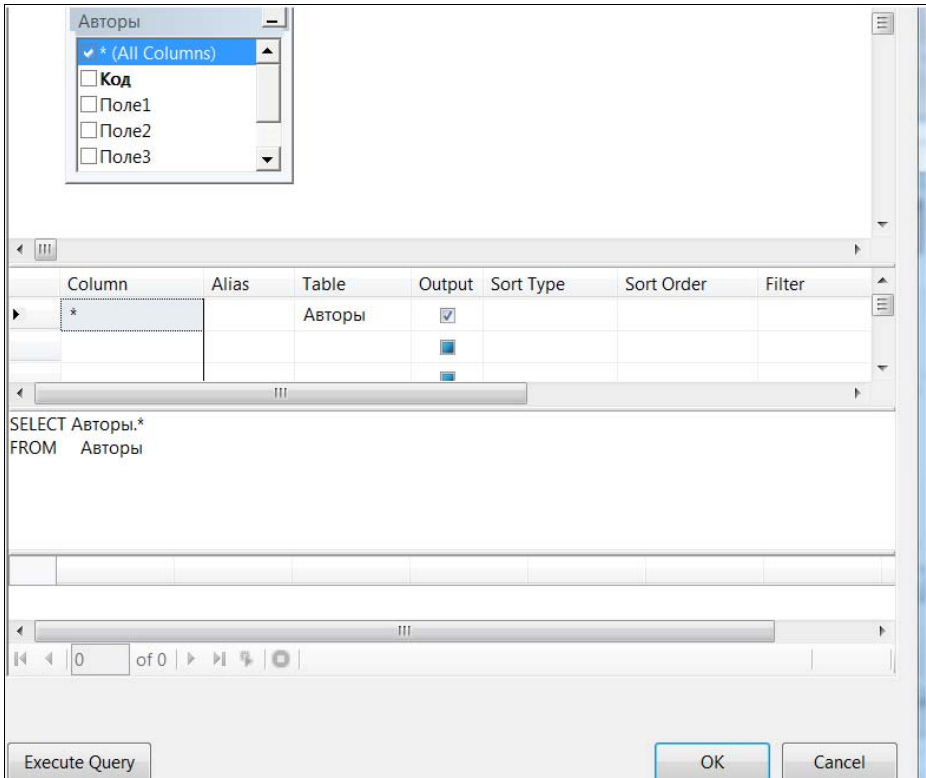 Авторы
* (All Columns)
Код
Поле1
Поле2
Поле3
Column Alias Table Output Sort Type Sort Order Filter
* Авторы
SELECT Авторы.*
FROM Авторы
0 of 0
Execute Query OK Cancel